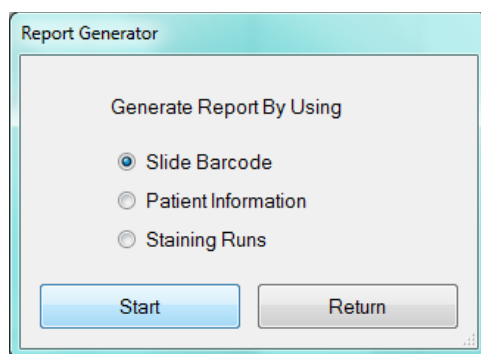 Report Generator
Generate Report By Using
Slide Barcode
Patient Information
Staining Runs
Start Return